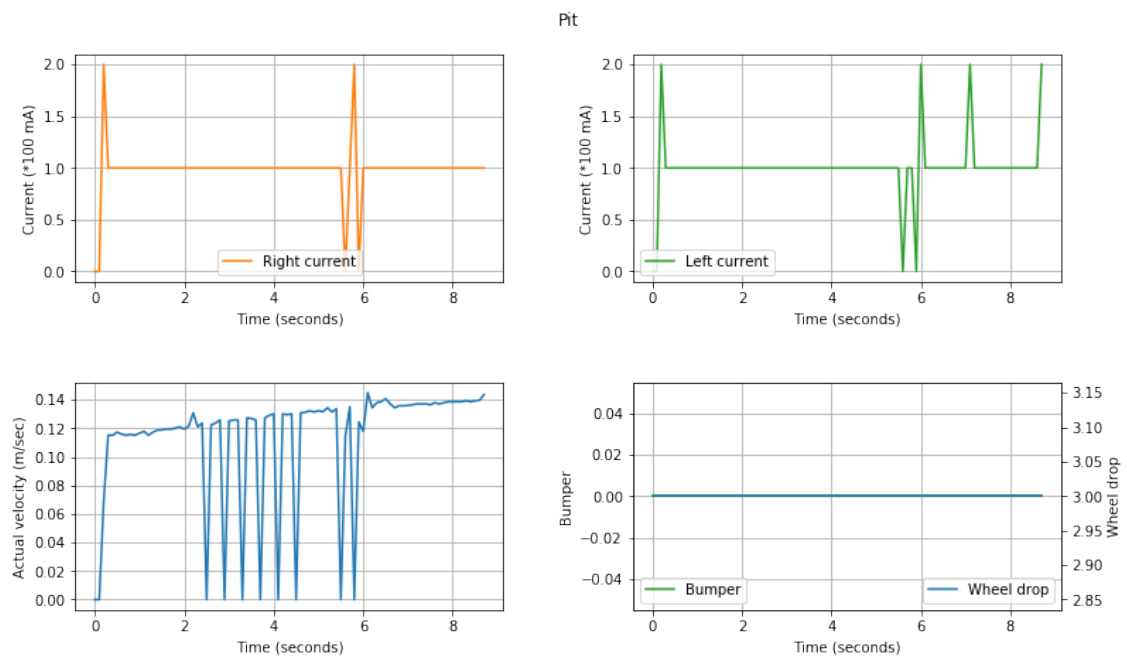 Pit
2.0
1.5
1.0
0.5
0.0
Current (*100 mA)
Right current
0 2 4 6 8
Time (seconds)
2.0
1.5
1.0
0.5
0.0
Current (*100 mA)
Left current
0 2 4 6 8
Time (seconds)
0.14
0.12
0.10
0.08
0.06
0.04
0.02
0.00
Actual velocity (m/sec)
0 2 4 6 8
Time (seconds)
0.04
0.02
0.00
−0.02
−0.04
Bumper
Bumper
Wheel drop
3.15
3.10
3.05
3.00
2.95
2.90
2.85
Wheel drop
0 2 4 6 8
Time (seconds)